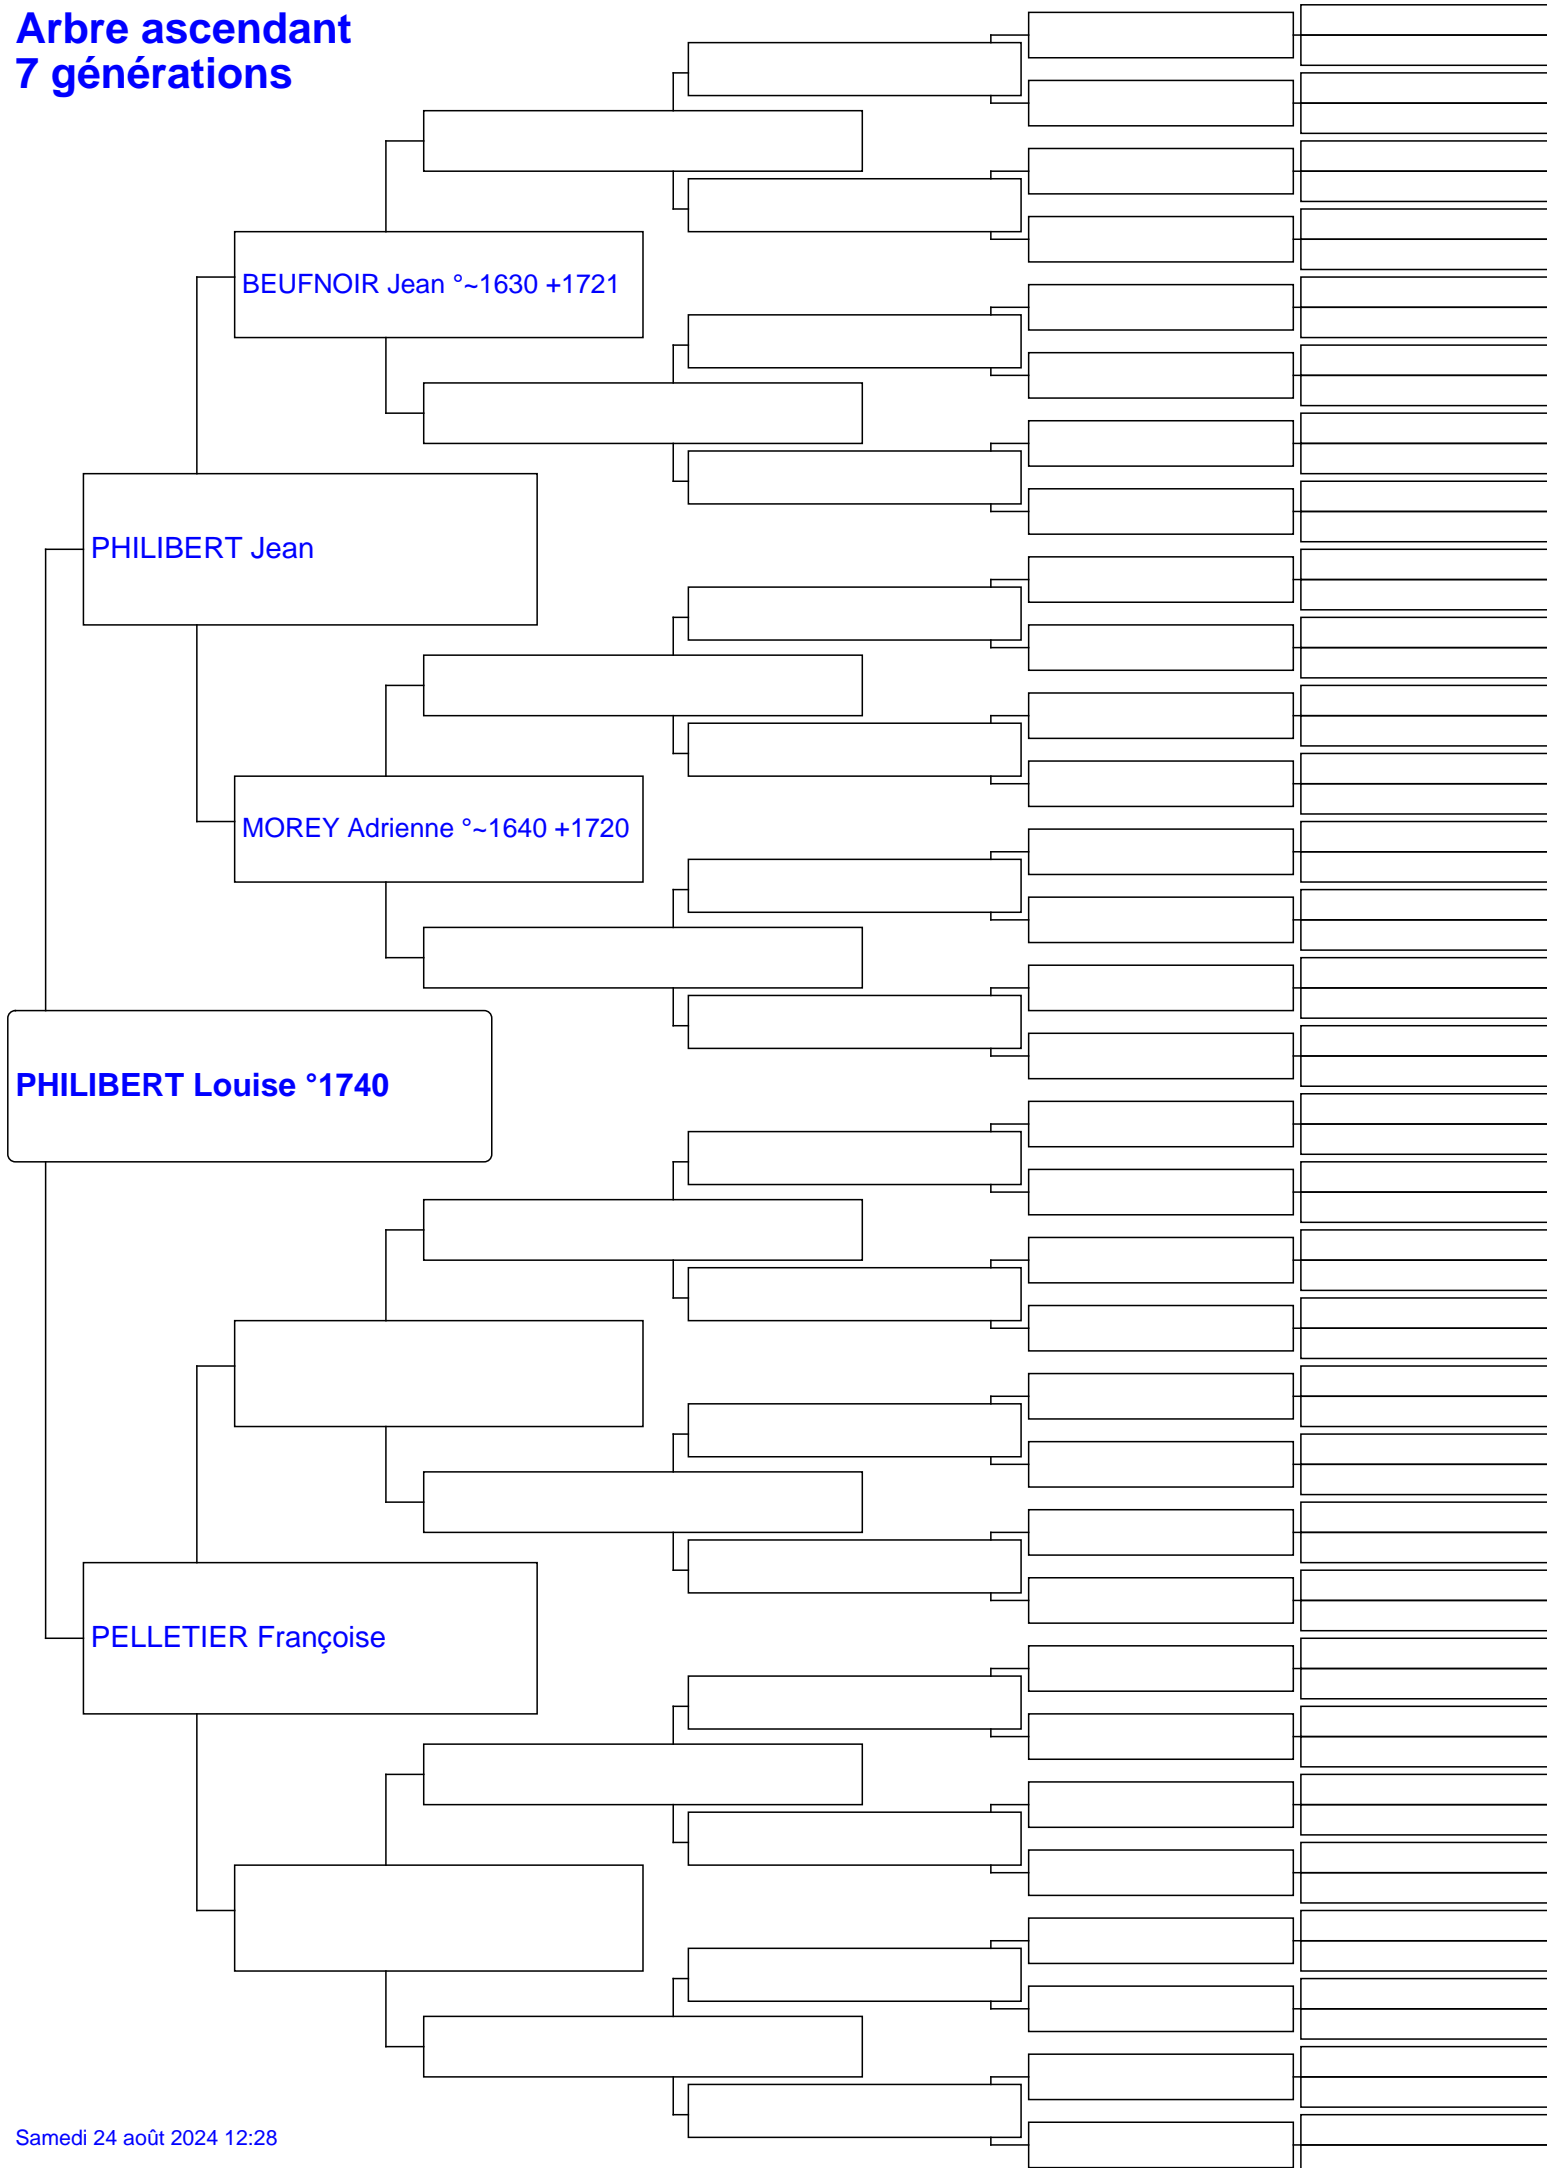 Arbre ascendant
7 générations
BEUFNOIR Jean °~1630 +1721
PHILIBERT Jean
MOREY Adrienne °~1640 +1720
PHILIBERT Louise °1740
PELLETIER Françoise
Samedi 24 août 2024 12:28